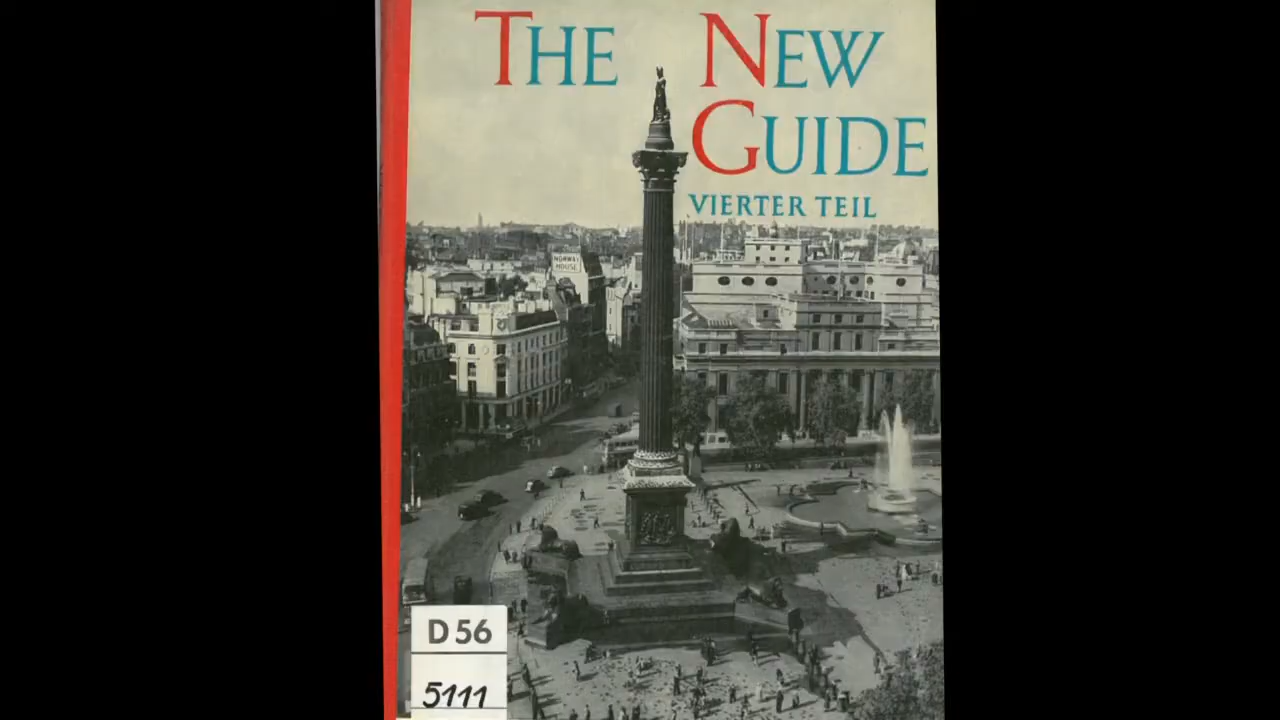 THE NEW
GUIDE
VIERTER TEIL
NORWAY
HOUSE
D 56
5111